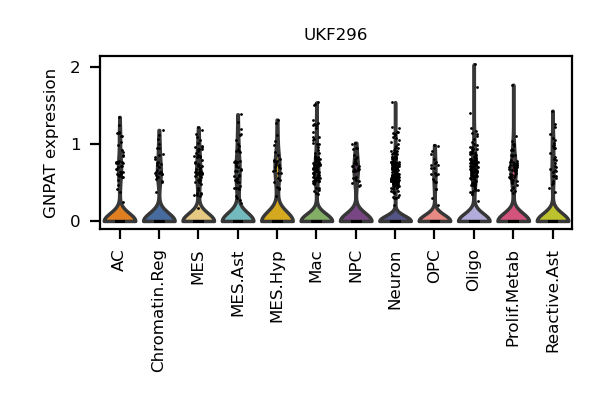 UKF296
GNPAT expression
2
1
0
AC
Chromatin.Reg
MES
MES.Ast
MES.Hyp
Mac
NPC
Neuron
OPC
Oligo
Prolif.Metab
Reactive.Ast